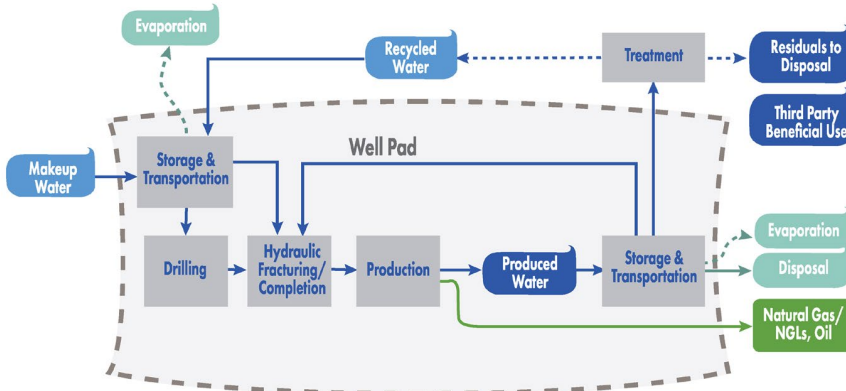 Evaporation
Recycled
Water
Treatment
Residuals to
Disposal
Third Party
Beneficial Use
Well Pad
Makeup
Water
Storage &
Transportation
Drilling
Hydraulic
Fracturing/
Completion
Production
Produced
Water
Storage &
Transportation
Evaporation
Disposal
Natural Gas/
NGLs, Oil